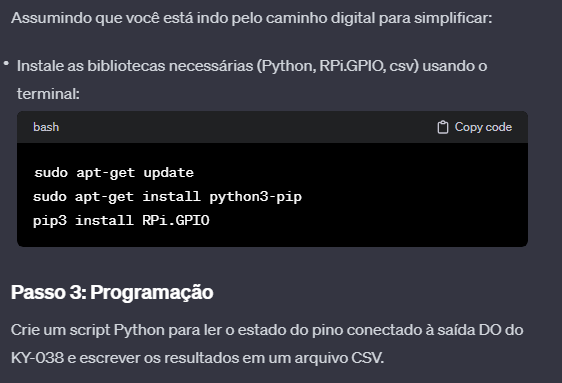 Assumindo que você está indo pelo caminho digital para simplificar:
• Instale as bibliotecas necessárias (Python, RPi.GPIO, csv) usando o
terminal:
bash Copy code
sudo apt-get update
sudo apt-get install python3-pip
pip3 install RPi.GPIO
Passo 3: Programação
Crie um script Python para ler o estado do pino conectado à saída DO do
KY-038 e escrever os resultados em um arquivo CSV.